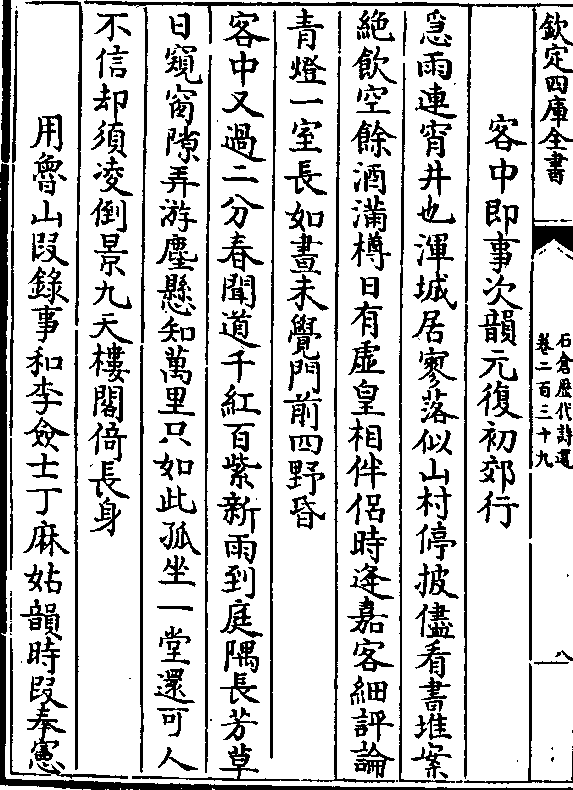 欽定四庫全書
石倉歷代詩選
卷二百三十九
八
客中即事次韻元復初郊行
急雨連宵井也渾城居寥落似山村停披儘看書堆案
絶飲空餘酒滿樽日有虚皇相伴侣時逢嘉客細評論
青燈一室長如晝未覺門前四野昏
客中又過二分春聞道千紅百紫新雨到庭隅長芳草
日窺窗隙弄游塵懸知萬里只如此孤坐一堂還可人
不信却須凌倒景九天樓閣倚長身
用魯山段錄事和李僉士丁麻姑韻時段奉憲